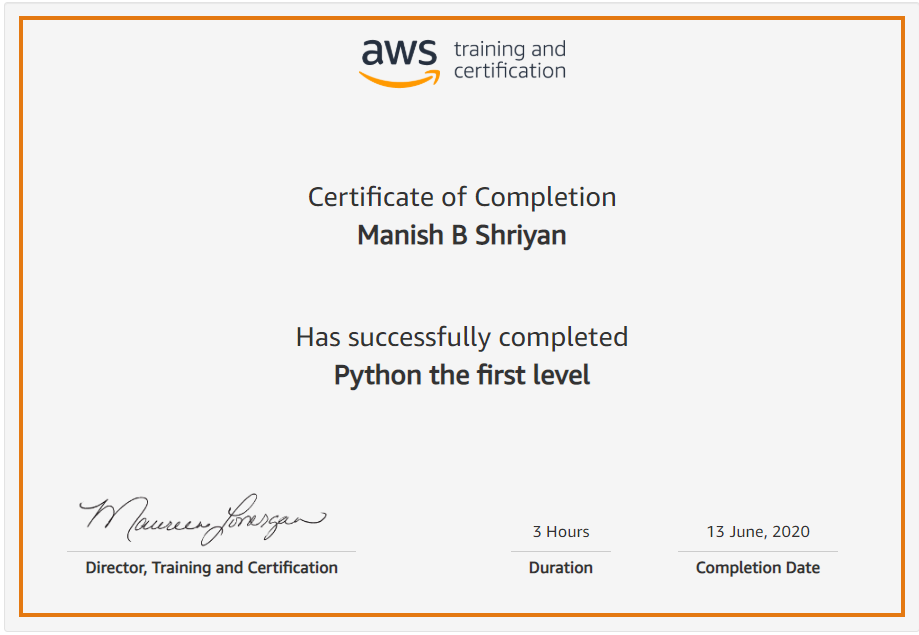 aws training and
certification
Certificate of Completion
Manish B Shriyan
Has successfully completed
Python the first level
Maureen Lonergan
3 Hours
13 June, 2020
Director, Training and Certification
Duration
Completion Date